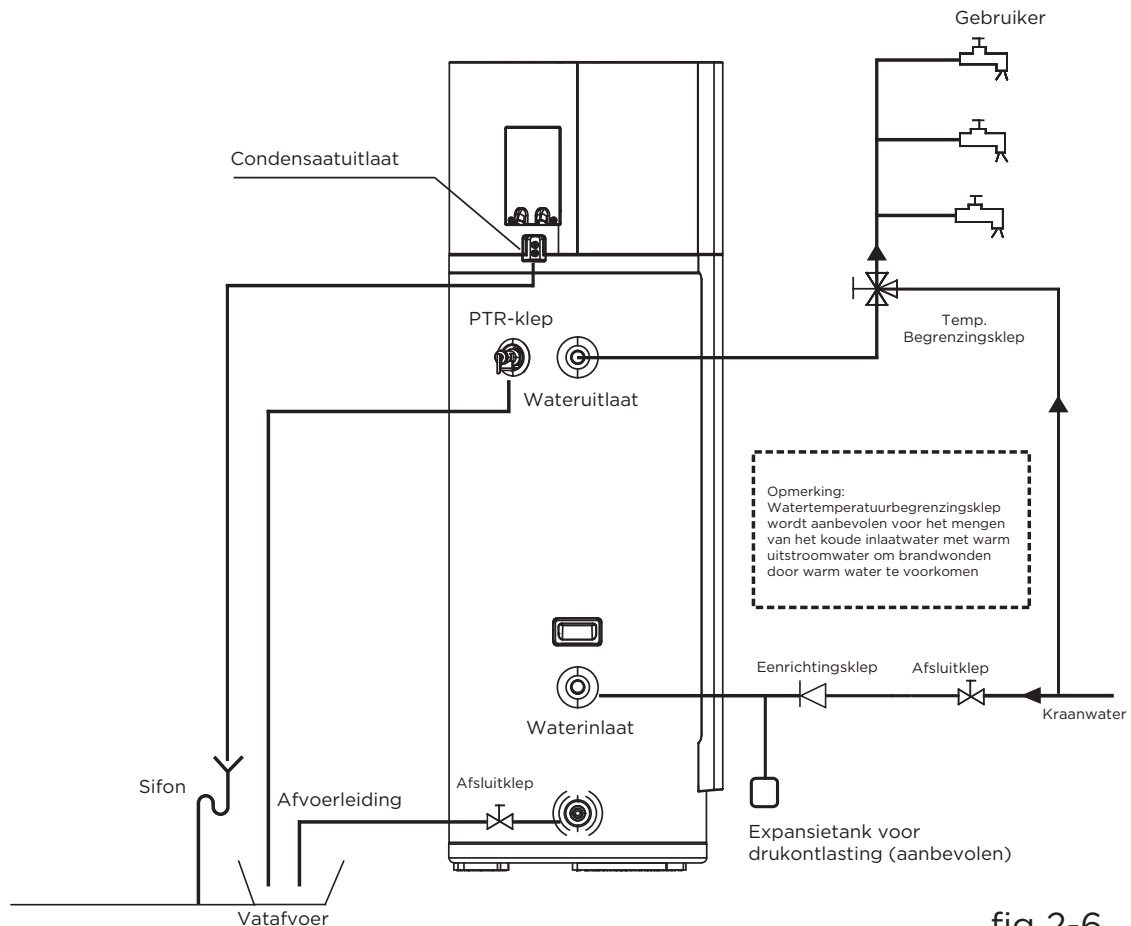 Gebruiker
Condensaatuitlaat
PTR-klep
Wateruitlaat
Temp.
Begrenzingsklep
Opmerking:
Watertemperatuurbegrenzingsklep
wordt aanbevolen voor het mengen
van het koude inlaatwater met warm
uitstroomwater om brandwonden
door warm water te voorkomen
Eenrichtingsklep
Afsluitklep
Kraanwater
Waterinlaat
Sifon
Afvoerleiding
Afsluitklep
Expansietank voor
drukontlasting (aanbevolen)
Vatafvoer
fig.2-6